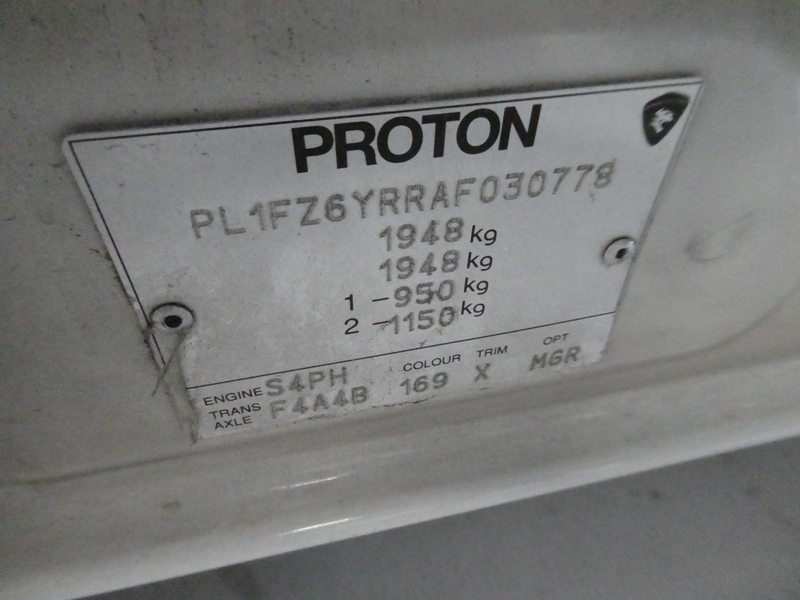 PROTON
PL1FZ6YRRAF030778
1948 kg
1948 kg
1 - 950 kg
2 - 1150 kg
ENGINE S4PH COLOUR 169 TRIM X OPT MGR
TRANS AXLE F4A4B